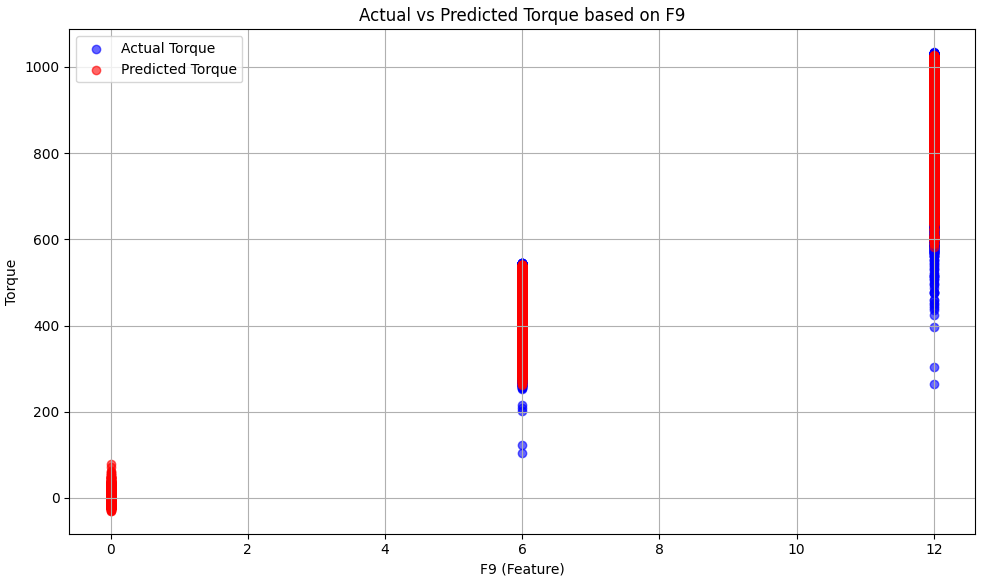 Actual vs Predicted Torque based on F9
Actual Torque
Predicted Torque
1000
800
600
400
200
0
Torque
0 2 4 6 8 10 12
F9 (Feature)